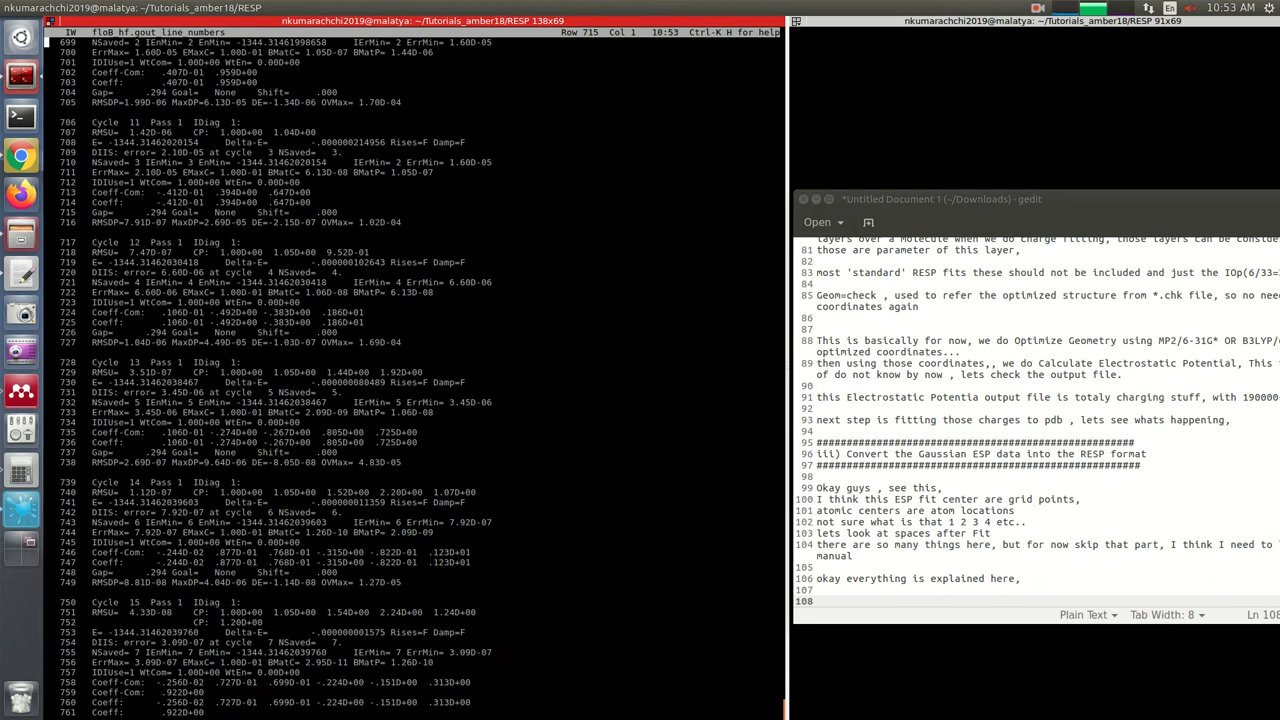 nkumarachchi2019@malatya: ~/Tutorials_amber18/RESP
En
10:53 AM
nkumarachchi2019@malatya: ~/Tutorials_amber18/RESP 138x69
IW   floB_hf.gout line numbers   Row 715   Col 1   10:53   Ctrl-K H for help
699   NSaved= 2 IEnMin= 2 EnMin= -1344.31461998658   IErMin= 2 ErrMin= 1.60D-05
700   ErrMax= 1.60D-05 EMaxC= 1.00D-01 BMatC= 1.05D-07 BMatP= 1.44D-06
701   IDIUse=1 WtCom= 1.00D+00 WtEn= 0.00D+00
702   Coeff-Com:  .407D-01  .959D+00
703   Coeff:   .407D-01  .959D+00
704   Gap=   .294 Goal=  None   Shift=   .000
705   RMSDP=1.99D-06 MaxDP=6.13D-05 DE=-1.34D-06 OVMax= 1.70D-04
706   Cycle  11  Pass 1  IDiag  1:
707   RMSU=  1.42D-06   CP:  1.00D+00  1.04D+00
708   E= -1344.31462020154   Delta-E=   -.000000214956 Rises=F Damp=F
709   DIIS: error= 2.10D-05 at cycle   3 NSaved=   3.
710   NSaved= 3 IEnMin= 3 EnMin= -1344.31462020154   IErMin= 2 ErrMin= 1.60D-05
711   ErrMax= 2.10D-05 EMaxC= 1.00D-01 BMatC= 6.13D-08 BMatP= 1.05D-07
712   IDIUse=1 WtCom= 1.00D+00 WtEn= 0.00D+00
713   Coeff-Com:  -.412D-01  .394D+00  .647D+00
714   Coeff:   -.412D-01  .394D+00  .647D+00
715   Gap=   .294 Goal=  None   Shift=   .000
716   RMSDP=7.91D-07 MaxDP=2.69D-05 DE=-2.15D-07 OVMax= 1.02D-04
717   Cycle  12  Pass 1  IDiag  1:
718   RMSU=  7.47D-07   CP:  1.00D+00  1.05D+00  9.52D-01
719   E= -1344.31462030418   Delta-E=   -.000000102643 Rises=F Damp=F
720   DIIS: error= 6.60D-06 at cycle   4 NSaved=   4.
721   NSaved= 4 IEnMin= 4 EnMin= -1344.31462030418   IErMin= 4 ErrMin= 6.60D-06
722   ErrMax= 6.60D-06 EMaxC= 1.00D-01 BMatC= 1.06D-08 BMatP= 6.13D-08
723   IDIUse=1 WtCom= 1.00D+00 WtEn= 0.00D+00
724   Coeff-Com:  .106D-01 -.492D+00 -.383D+00  .186D+01
725   Coeff:   .106D-01 -.492D+00 -.383D+00  .186D+01
726   Gap=   .294 Goal=  None   Shift=   .000
727   RMSDP=1.04D-06 MaxDP=4.49D-05 DE=-1.03D-07 OVMax= 1.69D-04
728   Cycle  13  Pass 1  IDiag  1:
729   RMSU=  3.51D-07   CP:  1.00D+00  1.05D+00  1.44D+00  1.92D+00
730   E= -1344.31462038467   Delta-E=   -.000000080489 Rises=F Damp=F
731   DIIS: error= 3.45D-06 at cycle   5 NSaved=   5.
732   NSaved= 5 IEnMin= 5 EnMin= -1344.31462038467   IErMin= 5 ErrMin= 3.45D-06
733   ErrMax= 3.45D-06 EMaxC= 1.00D-01 BMatC= 2.09D-09 BMatP= 1.06D-08
734   IDIUse=1 WtCom= 1.00D+00 WtEn= 0.00D+00
735   Coeff-Com:  .106D-01 -.274D+00 -.267D+00  .805D+00  .725D+00
736   Coeff:   .106D-01 -.274D+00 -.267D+00  .805D+00  .725D+00
737   Gap=   .294 Goal=  None   Shift=   .000
738   RMSDP=2.69D-07 MaxDP=9.64D-06 DE=-8.05D-08 OVMax= 4.83D-05
739   Cycle  14  Pass 1  IDiag  1:
740   RMSU=  1.12D-07   CP:  1.00D+00  1.05D+00  1.52D+00  2.20D+00  1.07D+00
741   E= -1344.31462039603   Delta-E=   -.000000011359 Rises=F Damp=F
742   DIIS: error= 7.92D-07 at cycle   6 NSaved=   6.
743   NSaved= 6 IEnMin= 6 EnMin= -1344.31462039603   IErMin= 6 ErrMin= 7.92D-07
744   ErrMax= 7.92D-07 EMaxC= 1.00D-01 BMatC= 1.26D-10 BMatP= 2.09D-09
745   IDIUse=1 WtCom= 1.00D+00 WtEn= 0.00D+00
746   Coeff-Com:  -.244D-02  .877D-01  .768D-01 -.315D+00 -.822D-01  .123D+01
747   Coeff:   -.244D-02  .877D-01  .768D-01 -.315D+00 -.822D-01  .123D+01
748   Gap=   .294 Goal=  None   Shift=   .000
749   RMSDP=8.81D-08 MaxDP=4.04D-06 DE=-1.14D-08 OVMax= 1.27D-05
750   Cycle  15  Pass 1  IDiag  1:
751   RMSU=  4.33D-08   CP:  1.00D+00  1.05D+00  1.54D+00  2.24D+00  1.24D+00
752   CP:  1.20D+00
753   E= -1344.31462039760   Delta-E=   -.000000001575 Rises=F Damp=F
754   DIIS: error= 3.09D-07 at cycle   7 NSaved=   7.
755   NSaved= 7 IEnMin= 7 EnMin= -1344.31462039760   IErMin= 7 ErrMin= 3.09D-07
756   ErrMax= 3.09D-07 EMaxC= 1.00D-01 BMatC= 2.95D-11 BMatP= 1.26D-10
757   IDIUse=1 WtCom= 1.00D+00 WtEn= 0.00D+00
758   Coeff-Com:  -.256D-02  .727D-01  .699D-01 -.224D+00 -.151D+00  .313D+00
759   Coeff-Com:  .922D+00
760   Coeff:   -.256D-02  .727D-01  .699D-01 -.224D+00 -.151D+00  .313D+00
761   Coeff:   .922D+00
nkumarachchi2019@malatya: ~/Tutorials_amber18/RESP 91x69
*Untitled Document 1 (~/Downloads) - gedit
Open
layers over a Molecule when we do charge fitting, those layers can be conside
81 those are parameter of this layer,
82
83 most 'standard' RESP fits these should not be included and just the IOp(6/33=
84
85 Geom=check , used to refer the optimized structure from *.chk file, so no nee
coordinates again
86
87
88 This is basically for now, we do Optimize Geometry using MP2/6-31G* OR B3LYP/
optimized coordinates...
89 then using those coordinates,, we do Calculate Electrostatic Potential, This
of do not know by now , lets check the output file.
90
91 this Electrostatic Potentia output file is totaly charging stuff, with 190000
92
93 next step is fitting those charges to pdb , lets see whats happening,
94
95 #####################################################
96 iii) Convert the Gaussian ESP data into the RESP format
97 ######################################################
98
99 Okay guys , see this,
100 I think this ESP fit center are grid points,
101 atomic centers are atom locations
102 not sure what is that 1 2 3 4 etc..
103 lets look at spaces after Fit
104 there are so many things here, but for now skip that part, I think I need to
manual
105
106 okay everything is explained here,
107
108
Plain Text   Tab Width: 8   Ln 108